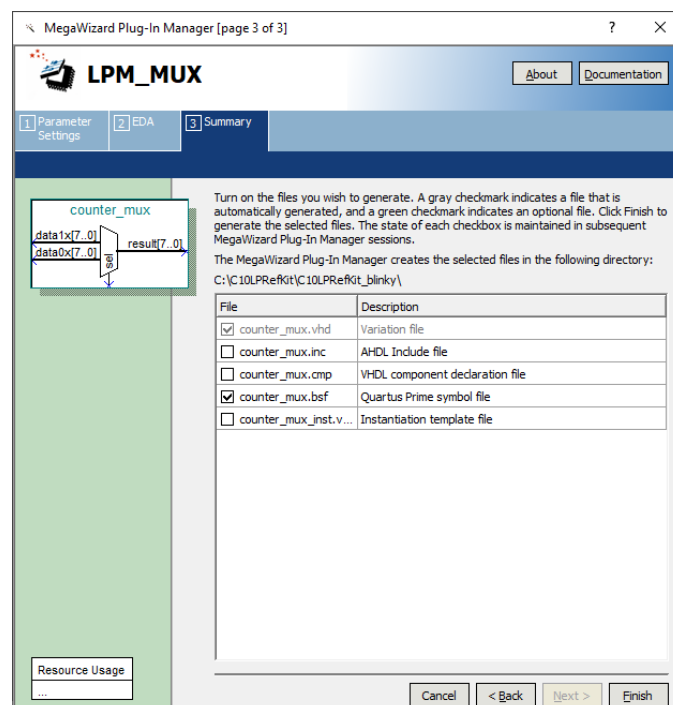 MegaWizard Plug-In Manager [page 3 of 3] ? ×
LPM_MUX
About Documentation
1 Parameter Settings 2 EDA 3 Summary
counter_mux
data1x[7..0]
data0x[7..0]
result[7..0]
sel
Turn on the files you wish to generate. A gray checkmark indicates a file that is
automatically generated, and a green checkmark indicates an optional file. Click Finish to
generate the selected files. The state of each checkbox is maintained in subsequent
MegaWizard Plug-In Manager sessions.
The MegaWizard Plug-In Manager creates the selected files in the following directory:
C:\C10LPRefKit\C10LPRefKit_blinky\
File Description
counter_mux.vhd Variation file
counter_mux.inc AHDL Include file
counter_mux.cmp VHDL component declaration file
counter_mux.bsf Quartus Prime symbol file
counter_mux_inst.v... Instantiation template file
Resource Usage
...
Cancel < Back Next > Finish